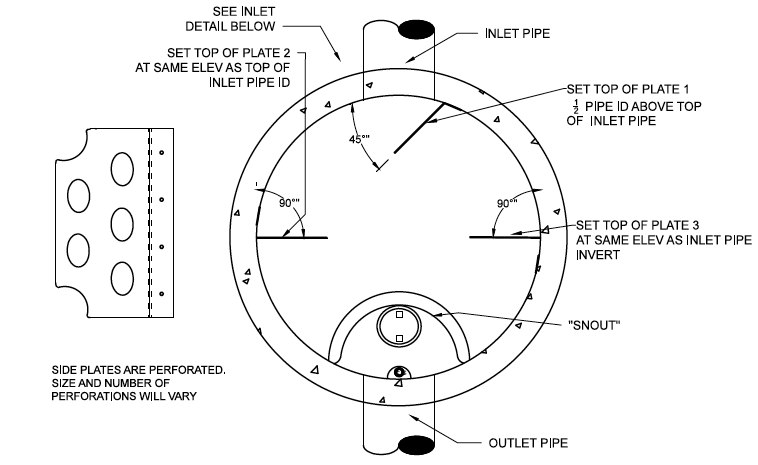 SEE INLET
DETAIL BELOW
INLET PIPE
SET TOP OF PLATE 2
AT SAME ELEV AS TOP OF
INLET PIPE ID
SET TOP OF PLATE 1
1/2 PIPE ID ABOVE TOP
OF INLET PIPE
45°"
90°"
90°"
SET TOP OF PLATE 3
AT SAME ELEV AS INLET PIPE
INVERT
"SNOUT"
SIDE PLATES ARE PERFORATED.
SIZE AND NUMBER OF
PERFORATIONS WILL VARY
OUTLET PIPE